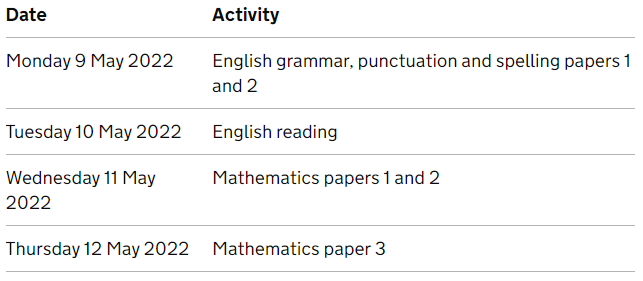 Date Activity
Monday 9 May 2022 English grammar, punctuation and spelling papers 1
and 2
Tuesday 10 May 2022 English reading
Wednesday 11 May Mathematics papers 1 and 2
2022
Thursday 12 May 2022 Mathematics paper 3